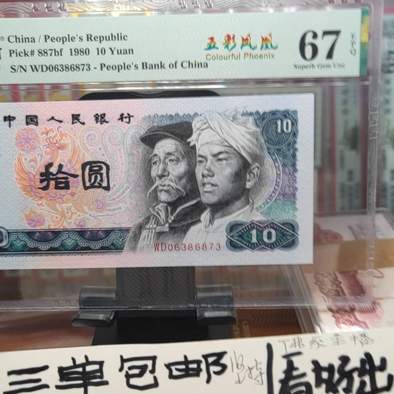 China / People's Republic
Pick# 887hf 1980 10 Yuan
S/N WD06386873 - People's Bank of China
五彩凤凰
Colourful Phoenix
67
EPQ
Superb Gem Unc
中国人民银行
10
拾圆
WD06386873
10
三单包邮